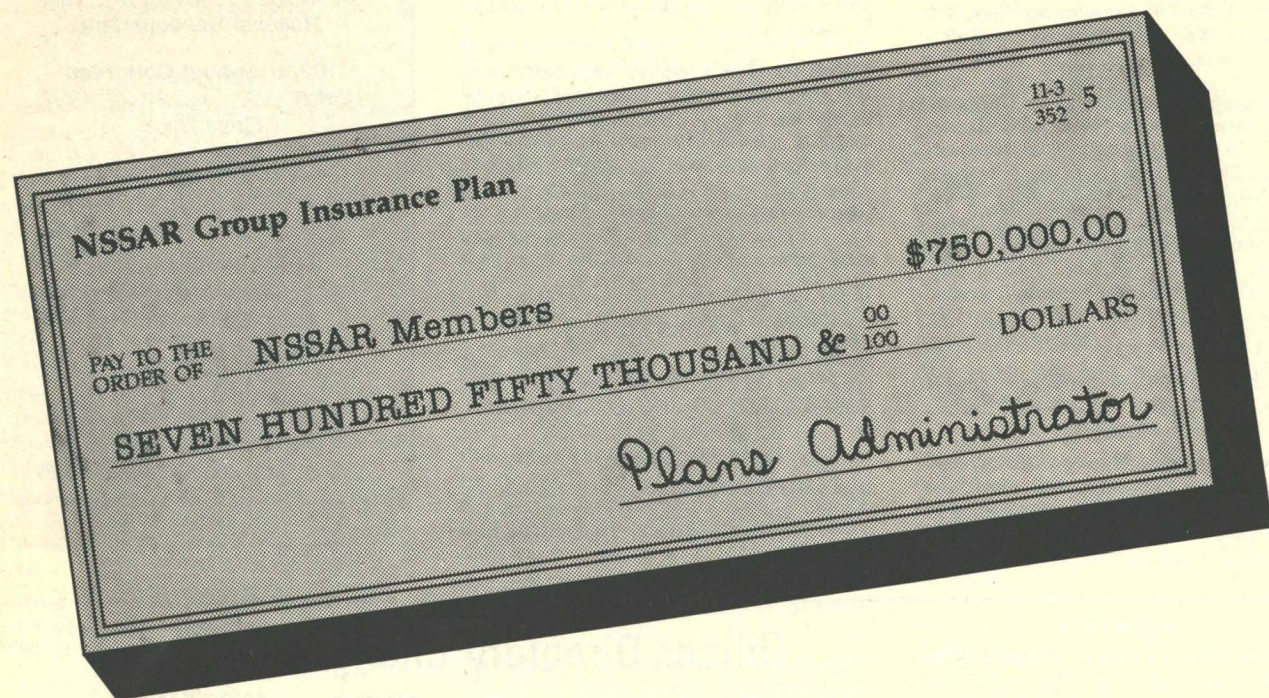 11-3
352 5
NSSAR Group Insurance Plan
$750,000.00
PAY TO THE
ORDER OF NSSAR Members
SEVEN HUNDRED FIFTY THOUSAND & 00/100 DOLLARS
Plans Administrator